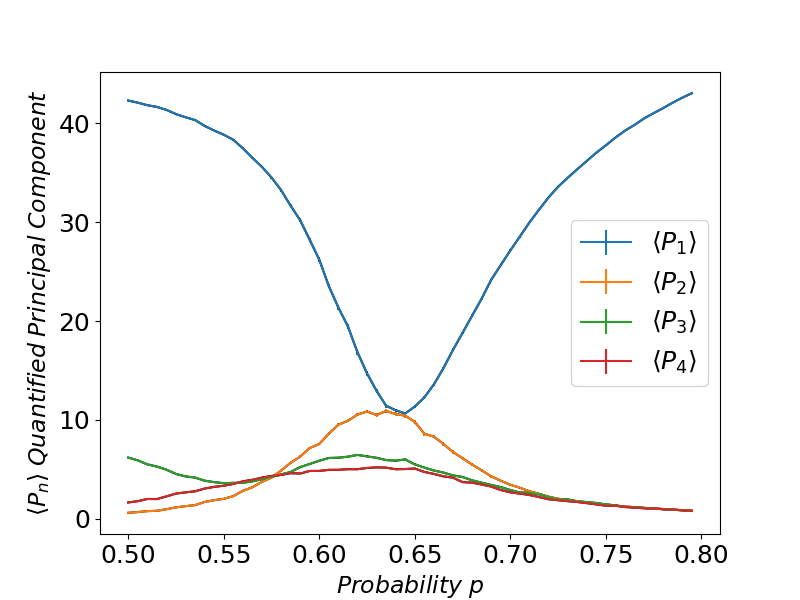 ⟨Pₙ⟩ Quantified Principal Component
40
30
20
10
0
⟨P₁⟩
⟨P₂⟩
⟨P₃⟩
⟨P₄⟩
0.50 0.55 0.60 0.65 0.70 0.75 0.80
Probability p